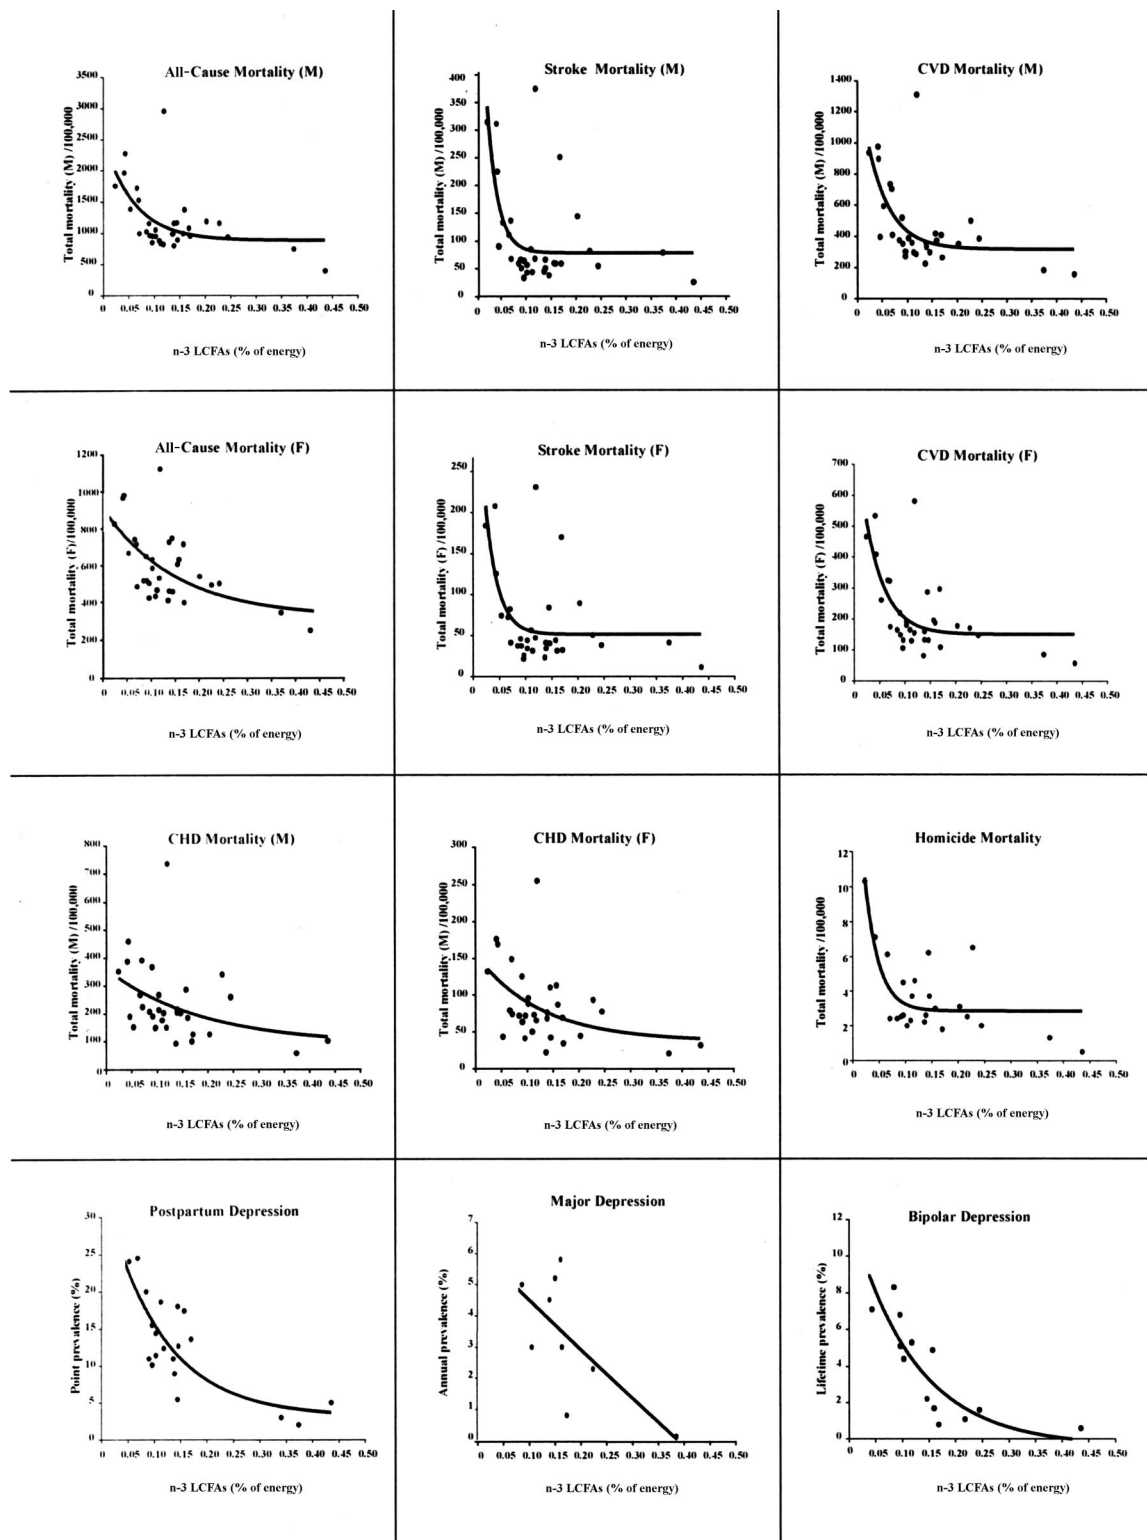 All-Cause Mortality (M)
Total mortality (M) /100,000
3500
3000
2500
2000
1500
1000
500
0
0 0.05 0.10 0.15 0.20 0.25 0.30 0.35 0.40 0.45 0.50
n-3 LCFAs (% of energy)
Stroke Mortality (M)
Total mortality (M) /100,000
400
350
300
250
200
150
100
50
0
0 0.05 0.10 0.15 0.20 0.25 0.30 0.35 0.40 0.45 0.50
n-3 LCFAs (% of energy)
CVD Mortality (M)
Total mortality (M) /100,000
1400
1200
1000
800
600
400
200
0
0 0.05 0.10 0.15 0.20 0.25 0.30 0.35 0.40 0.45 0.50
n-3 LCFAs (% of energy)
All-Cause Mortality (F)
Total mortality (F)/100,000
1200
1000
800
600
400
200
0
0 0.05 0.10 0.15 0.20 0.25 0.30 0.35 0.40 0.45 0.50
n-3 LCFAs (% of energy)
Stroke Mortality (F)
Total mortality (F) /100,000
250
200
150
100
50
0
0 0.05 0.10 0.15 0.20 0.25 0.30 0.35 0.40 0.45 0.50
n-3 LCFAs (% of energy)
CVD Mortality (F)
Total mortality (F) /100,000
700
600
500
400
300
200
100
0
0 0.05 0.10 0.15 0.20 0.25 0.30 0.35 0.40 0.45 0.50
n-3 LCFAs (% of energy)
CHD Mortality (M)
Total mortality (M) /100,000
800
700
600
500
400
300
200
100
0
0 0.05 0.10 0.15 0.20 0.25 0.30 0.35 0.40 0.45 0.50
n-3 LCFAs (% of energy)
CHD Mortality (F)
Total mortality (M) /100,000
300
250
200
150
100
50
0
0 0.05 0.10 0.15 0.20 0.25 0.30 0.35 0.40 0.45 0.50
n-3 LCFAs (% of energy)
Homicide Mortality
Total mortality /100,000
12
10
8
6
4
2
0
0 0.05 0.10 0.15 0.20 0.25 0.30 0.35 0.40 0.45 0.50
n-3 LCFAs (% of energy)
Postpartum Depression
Point prevalence (%)
30
25
20
15
10
5
0
0 0.05 0.10 0.15 0.20 0.25 0.30 0.35 0.40 0.45 0.50
n-3 LCFAs (% of energy)
Major Depression
Annual prevalence (%)
7
6
5
4
3
2
1
0
0 0.05 0.10 0.15 0.20 0.25 0.30 0.35 0.40 0.45 0.50
n-3 LCFAs (% of energy)
Bipolar Depression
Lifetime prevalence (%)
12
10
8
6
4
2
0
0 0.05 0.10 0.15 0.20 0.25 0.30 0.35 0.40 0.45 0.50
n-3 LCFAs (% of energy)